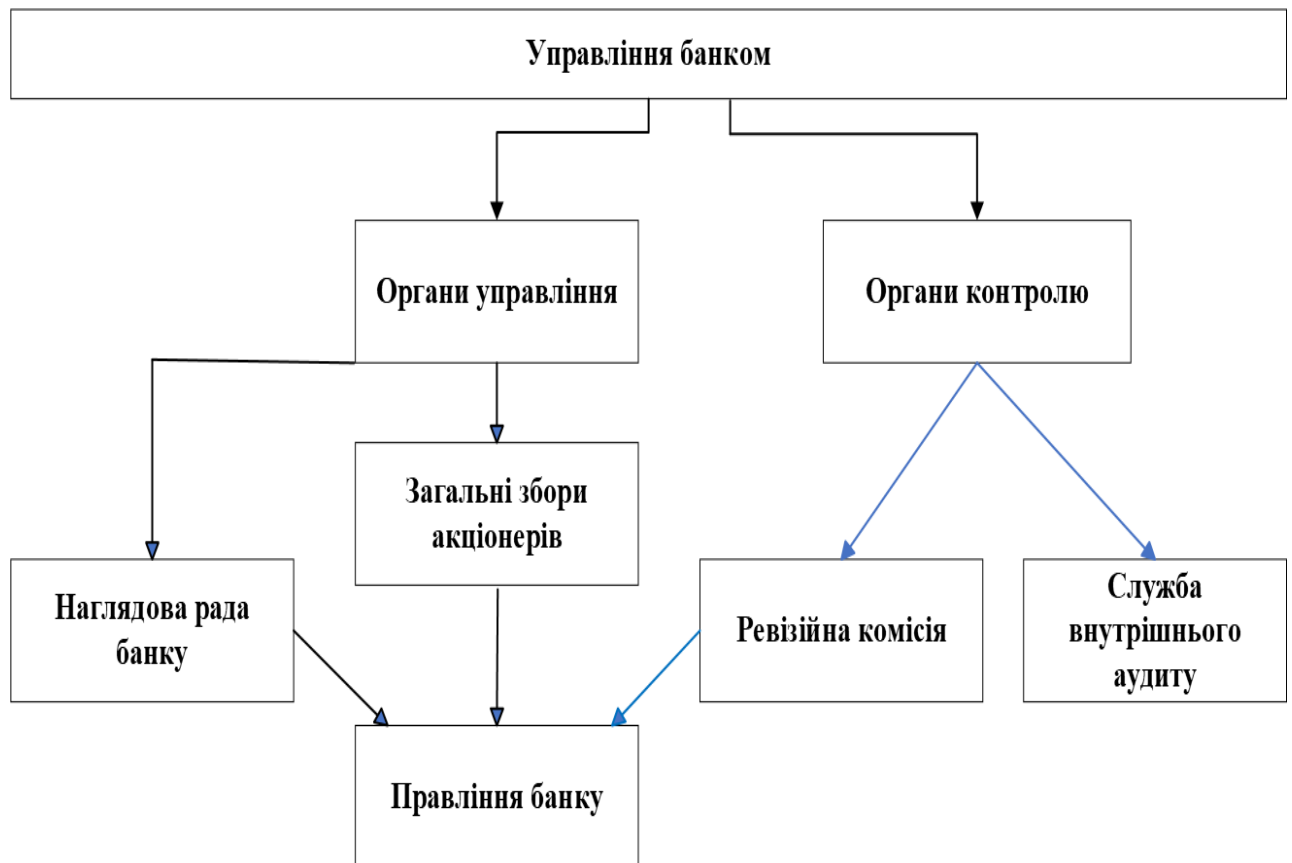 Управління банком
Органи управління
Органи контролю
Загальні збори
акціонерів
Наглядова рада
банку
Ревізійна комісія
Служба
внутрішнього
аудиту
Правління банку